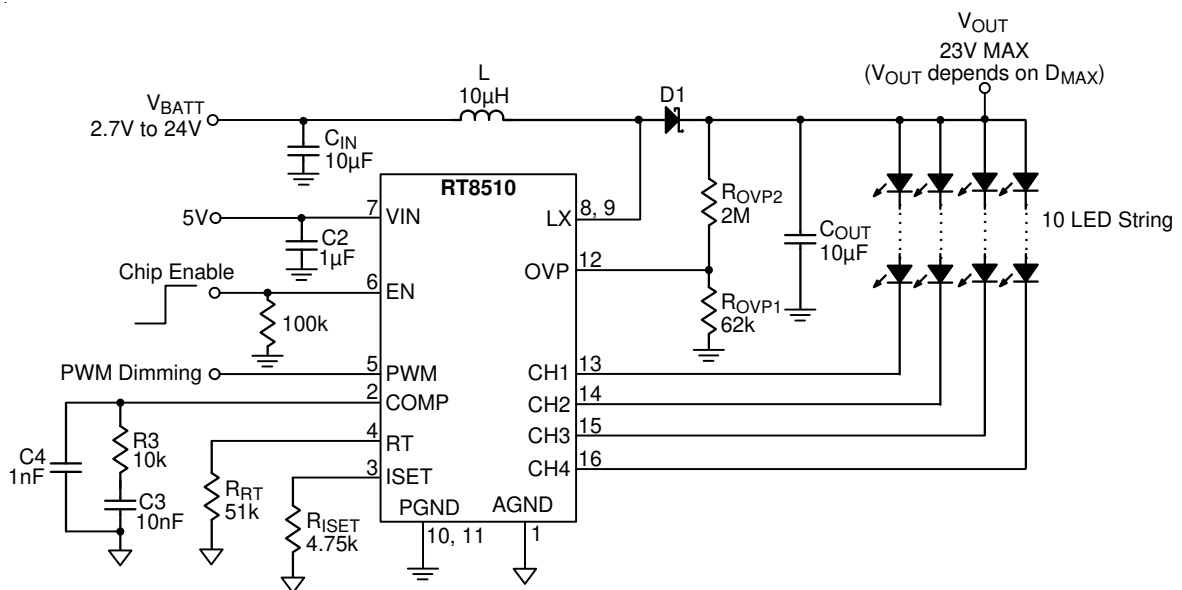 VOUT
23V MAX
(VOUT depends on DMAX)
L
10µH
D1
VBATT
2.7V to 24V
CIN
10µF
RT8510
7
VIN
5V
C2
1µF
LX
8, 9
ROVP2
2M
COUT
10µF
10 LED String
OVP
12
Chip Enable
6
EN
100k
ROVP1
62k
PWM Dimming
5
PWM
CH1
13
2
COMP
CH2
14
C4
1nF
R3
10k
4
RT
CH3
15
3
ISET
CH4
16
C3
10nF
RRT
51k
RISET
4.75k
PGND
AGND
10, 11
1